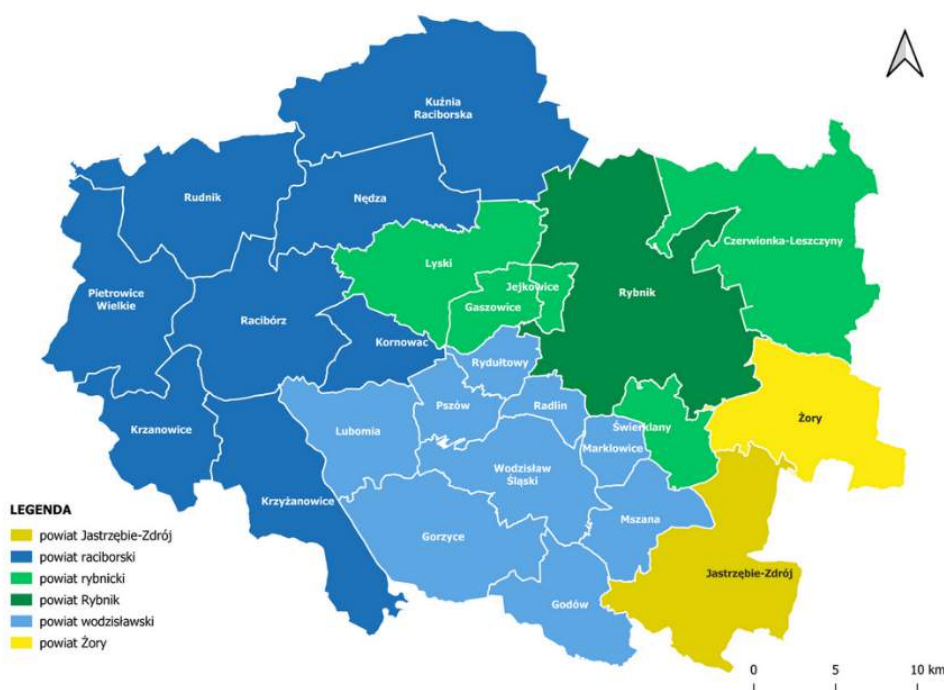 Kuźnia
Raciborska
Rudnik
Nędza
Czerwionka-Leszczyny
Lyski
Jejkowice
Pietrowice
Wielkie
Rybnik
Gaszowice
Racibórz
Kornowac
Rydułtowy
Pszów
Radlin
Żory
Krzanowice
Lubomia
Świerklany
Marklowice
Wodzisław
Śląski
Krzyżanowice
Mszana
Gorzyce
Jastrzębie-Zdrój
Godów
LEGENDA
powiat Jastrzębie-Zdrój
powiat raciborski
powiat rybnicki
powiat Rybnik
powiat wodzisławski
powiat Żory
0 5 10 km